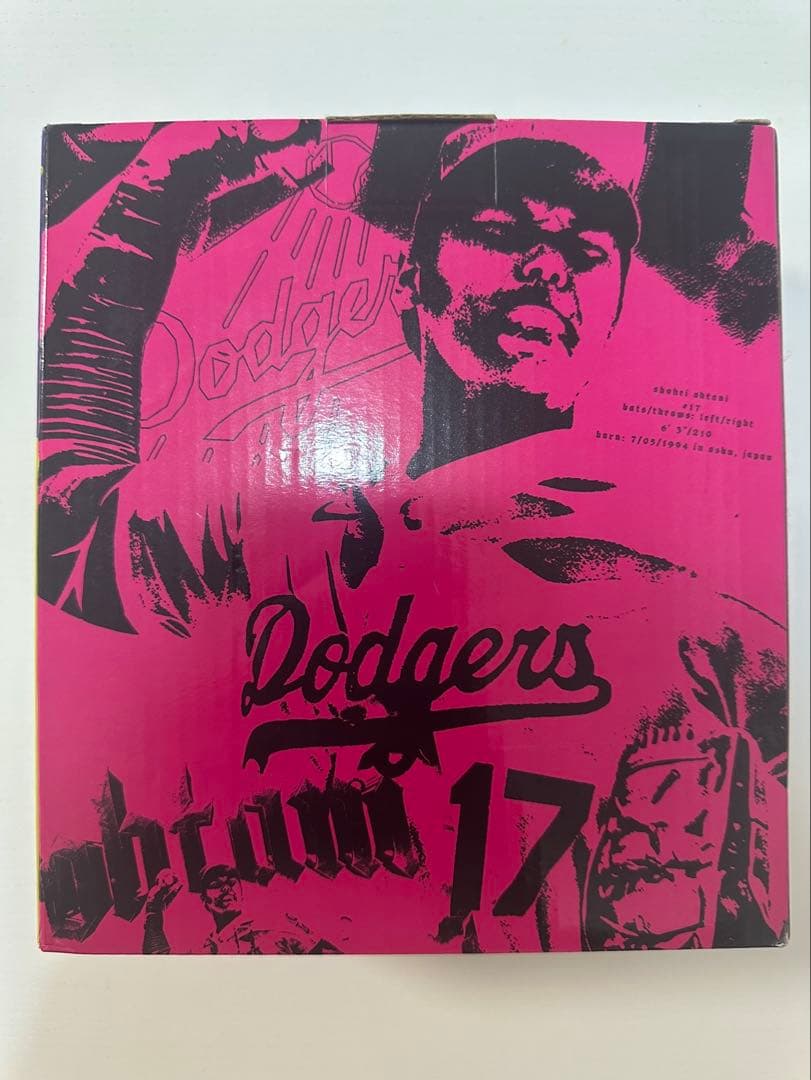 Dodger
shohei ohtani
#17
bats/throws: left/right
6' 3"/210
born: 7/05/1994 in oshu, japan
Dodgers
ohtani 17